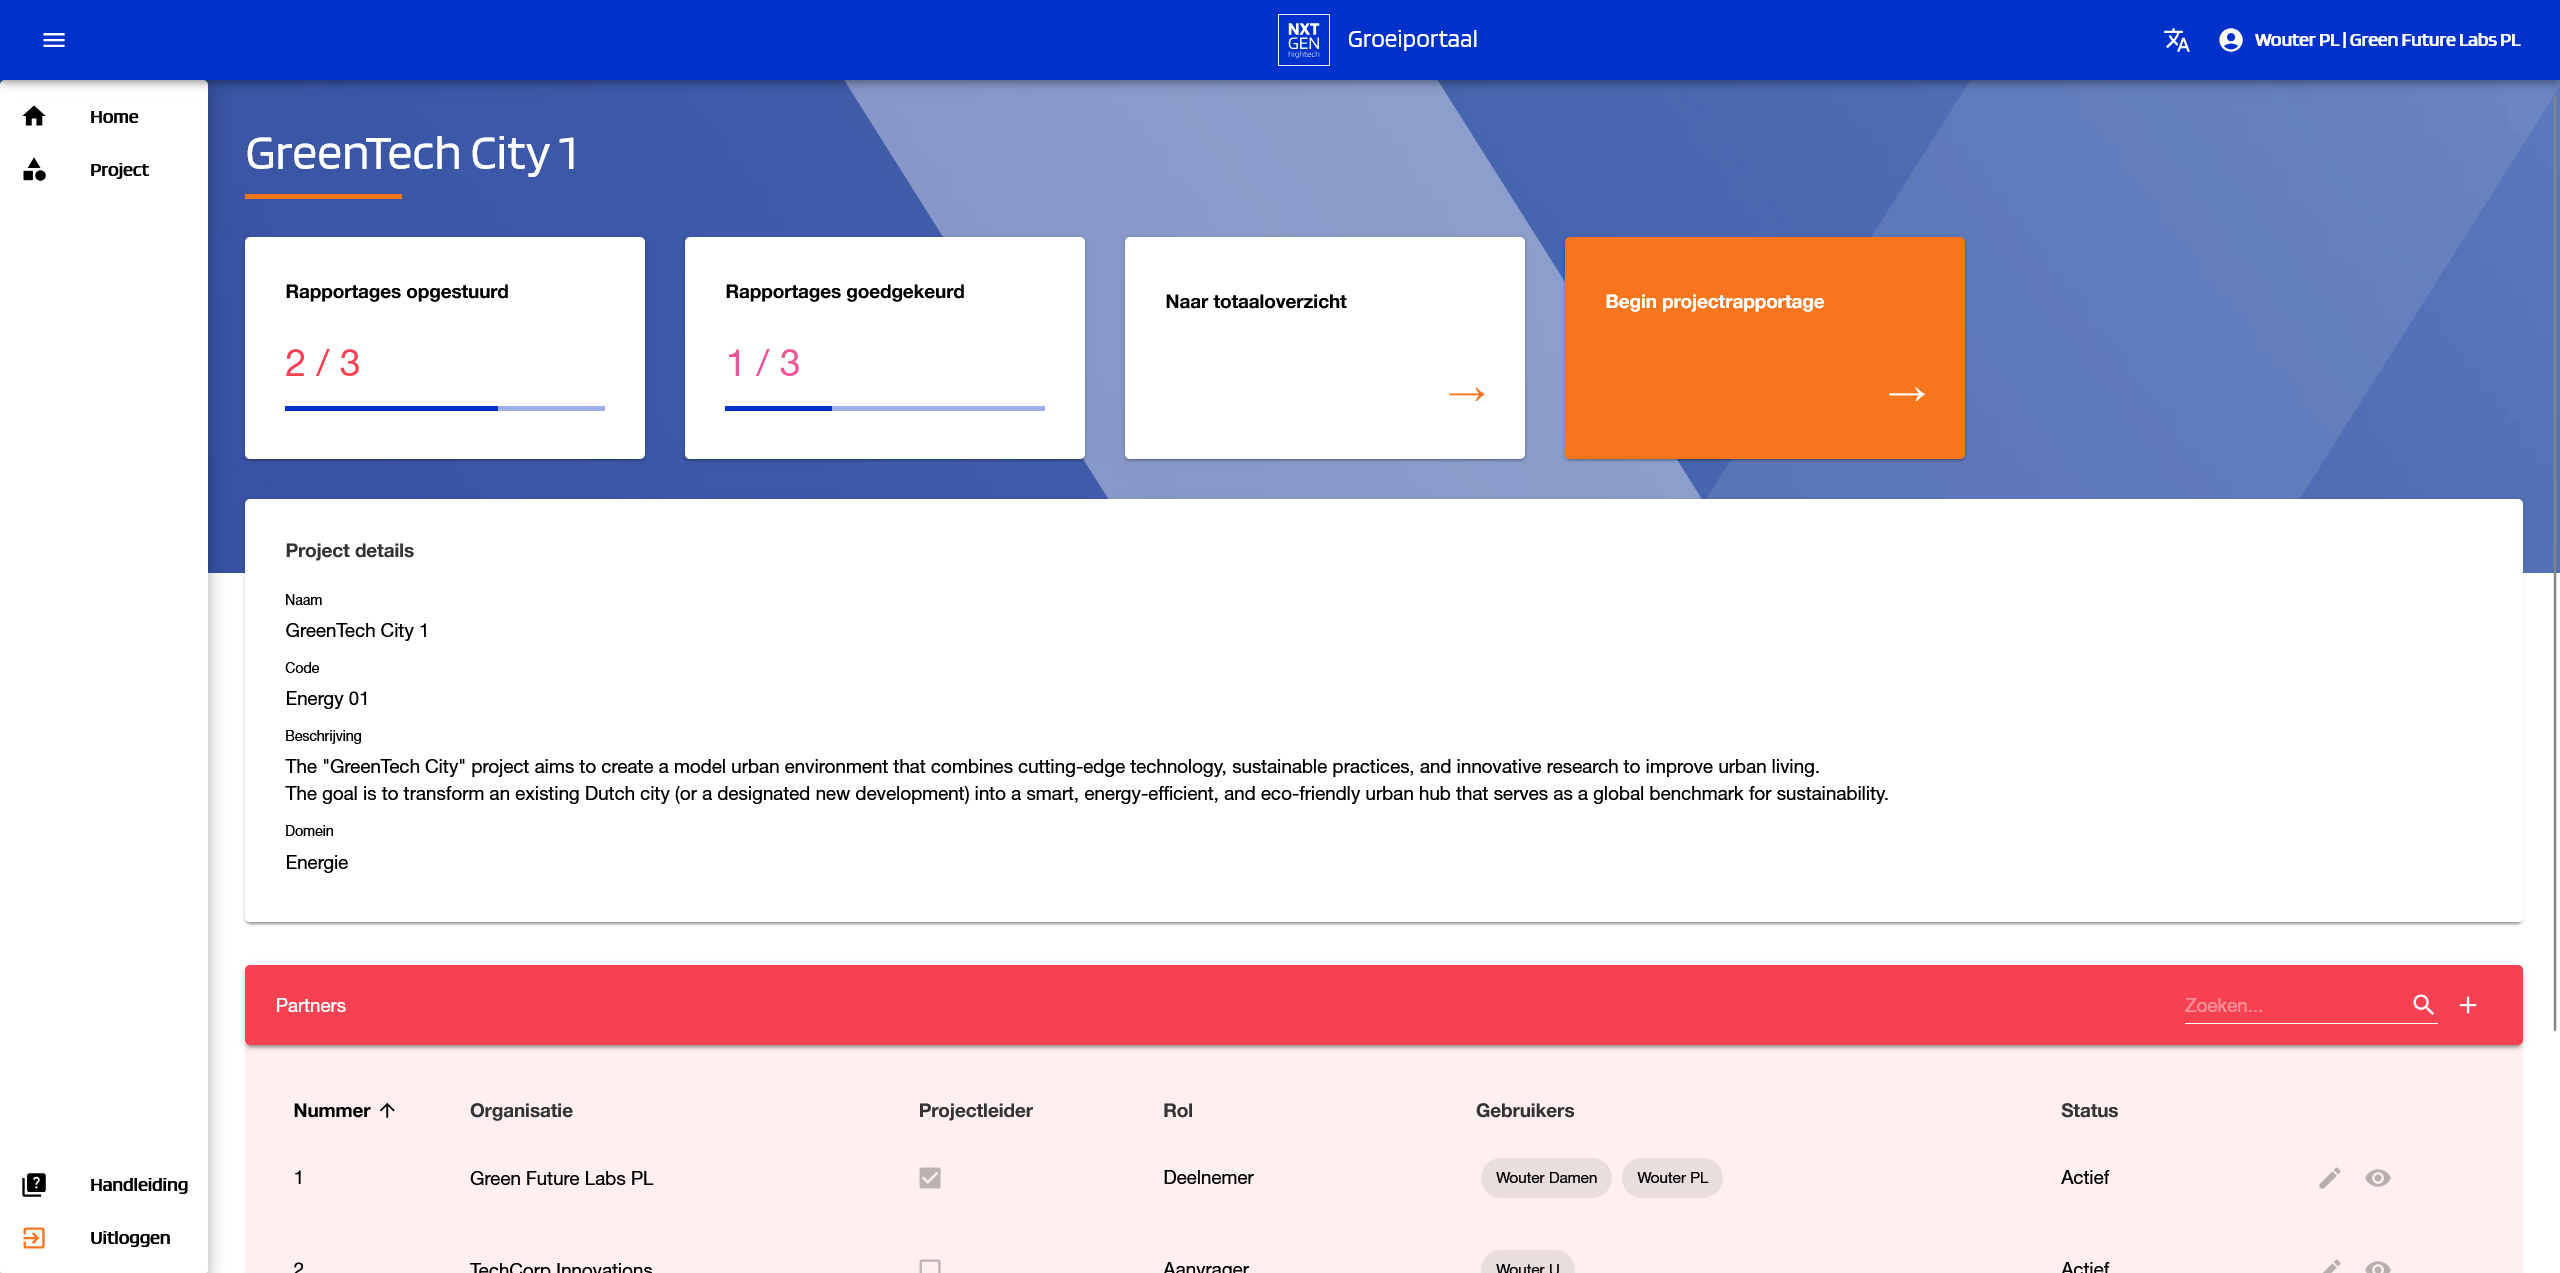 NXT
GEN
hightech
Groeiportaal
Wouter PL | Green Future Labs PL
Home
Project
GreenTech City 1
Rapportages opgestuurd
2 / 3
Rapportages goedgekeurd
1 / 3
Naar totaaloverzicht
Begin projectrapportage
Project details
Naam
GreenTech City 1
Code
Energy 01
Beschrijving
The "GreenTech City" project aims to create a model urban environment that combines cutting-edge technology, sustainable practices, and innovative research to improve urban living.
The goal is to transform an existing Dutch city (or a designated new development) into a smart, energy-efficient, and eco-friendly urban hub that serves as a global benchmark for sustainability.
Domein
Energie
Partners
Zoeken...
Nummer Organisatie Projectleider Rol Gebruikers Status
1 Green Future Labs PL Deelnemer Wouter Damen Wouter PL Actief
2 TechCorp Innovations Aanvrager Wouter U Actief
Handleiding
Uitloggen